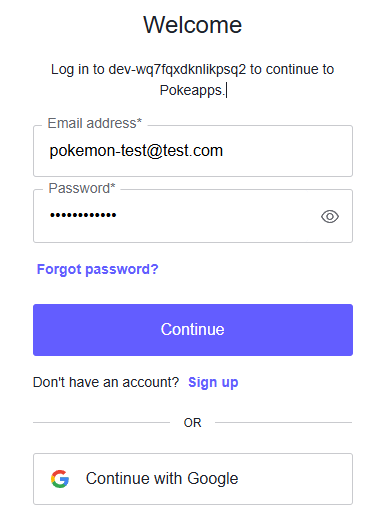 Welcome
Log in to dev-wq7fqxdknlikpsq2 to continue to
Pokeapps.
Email address*
pokemon-test@test.com
Password*
••••••••••••
Forgot password?
Continue
Don't have an account? Sign up
OR
Continue with Google